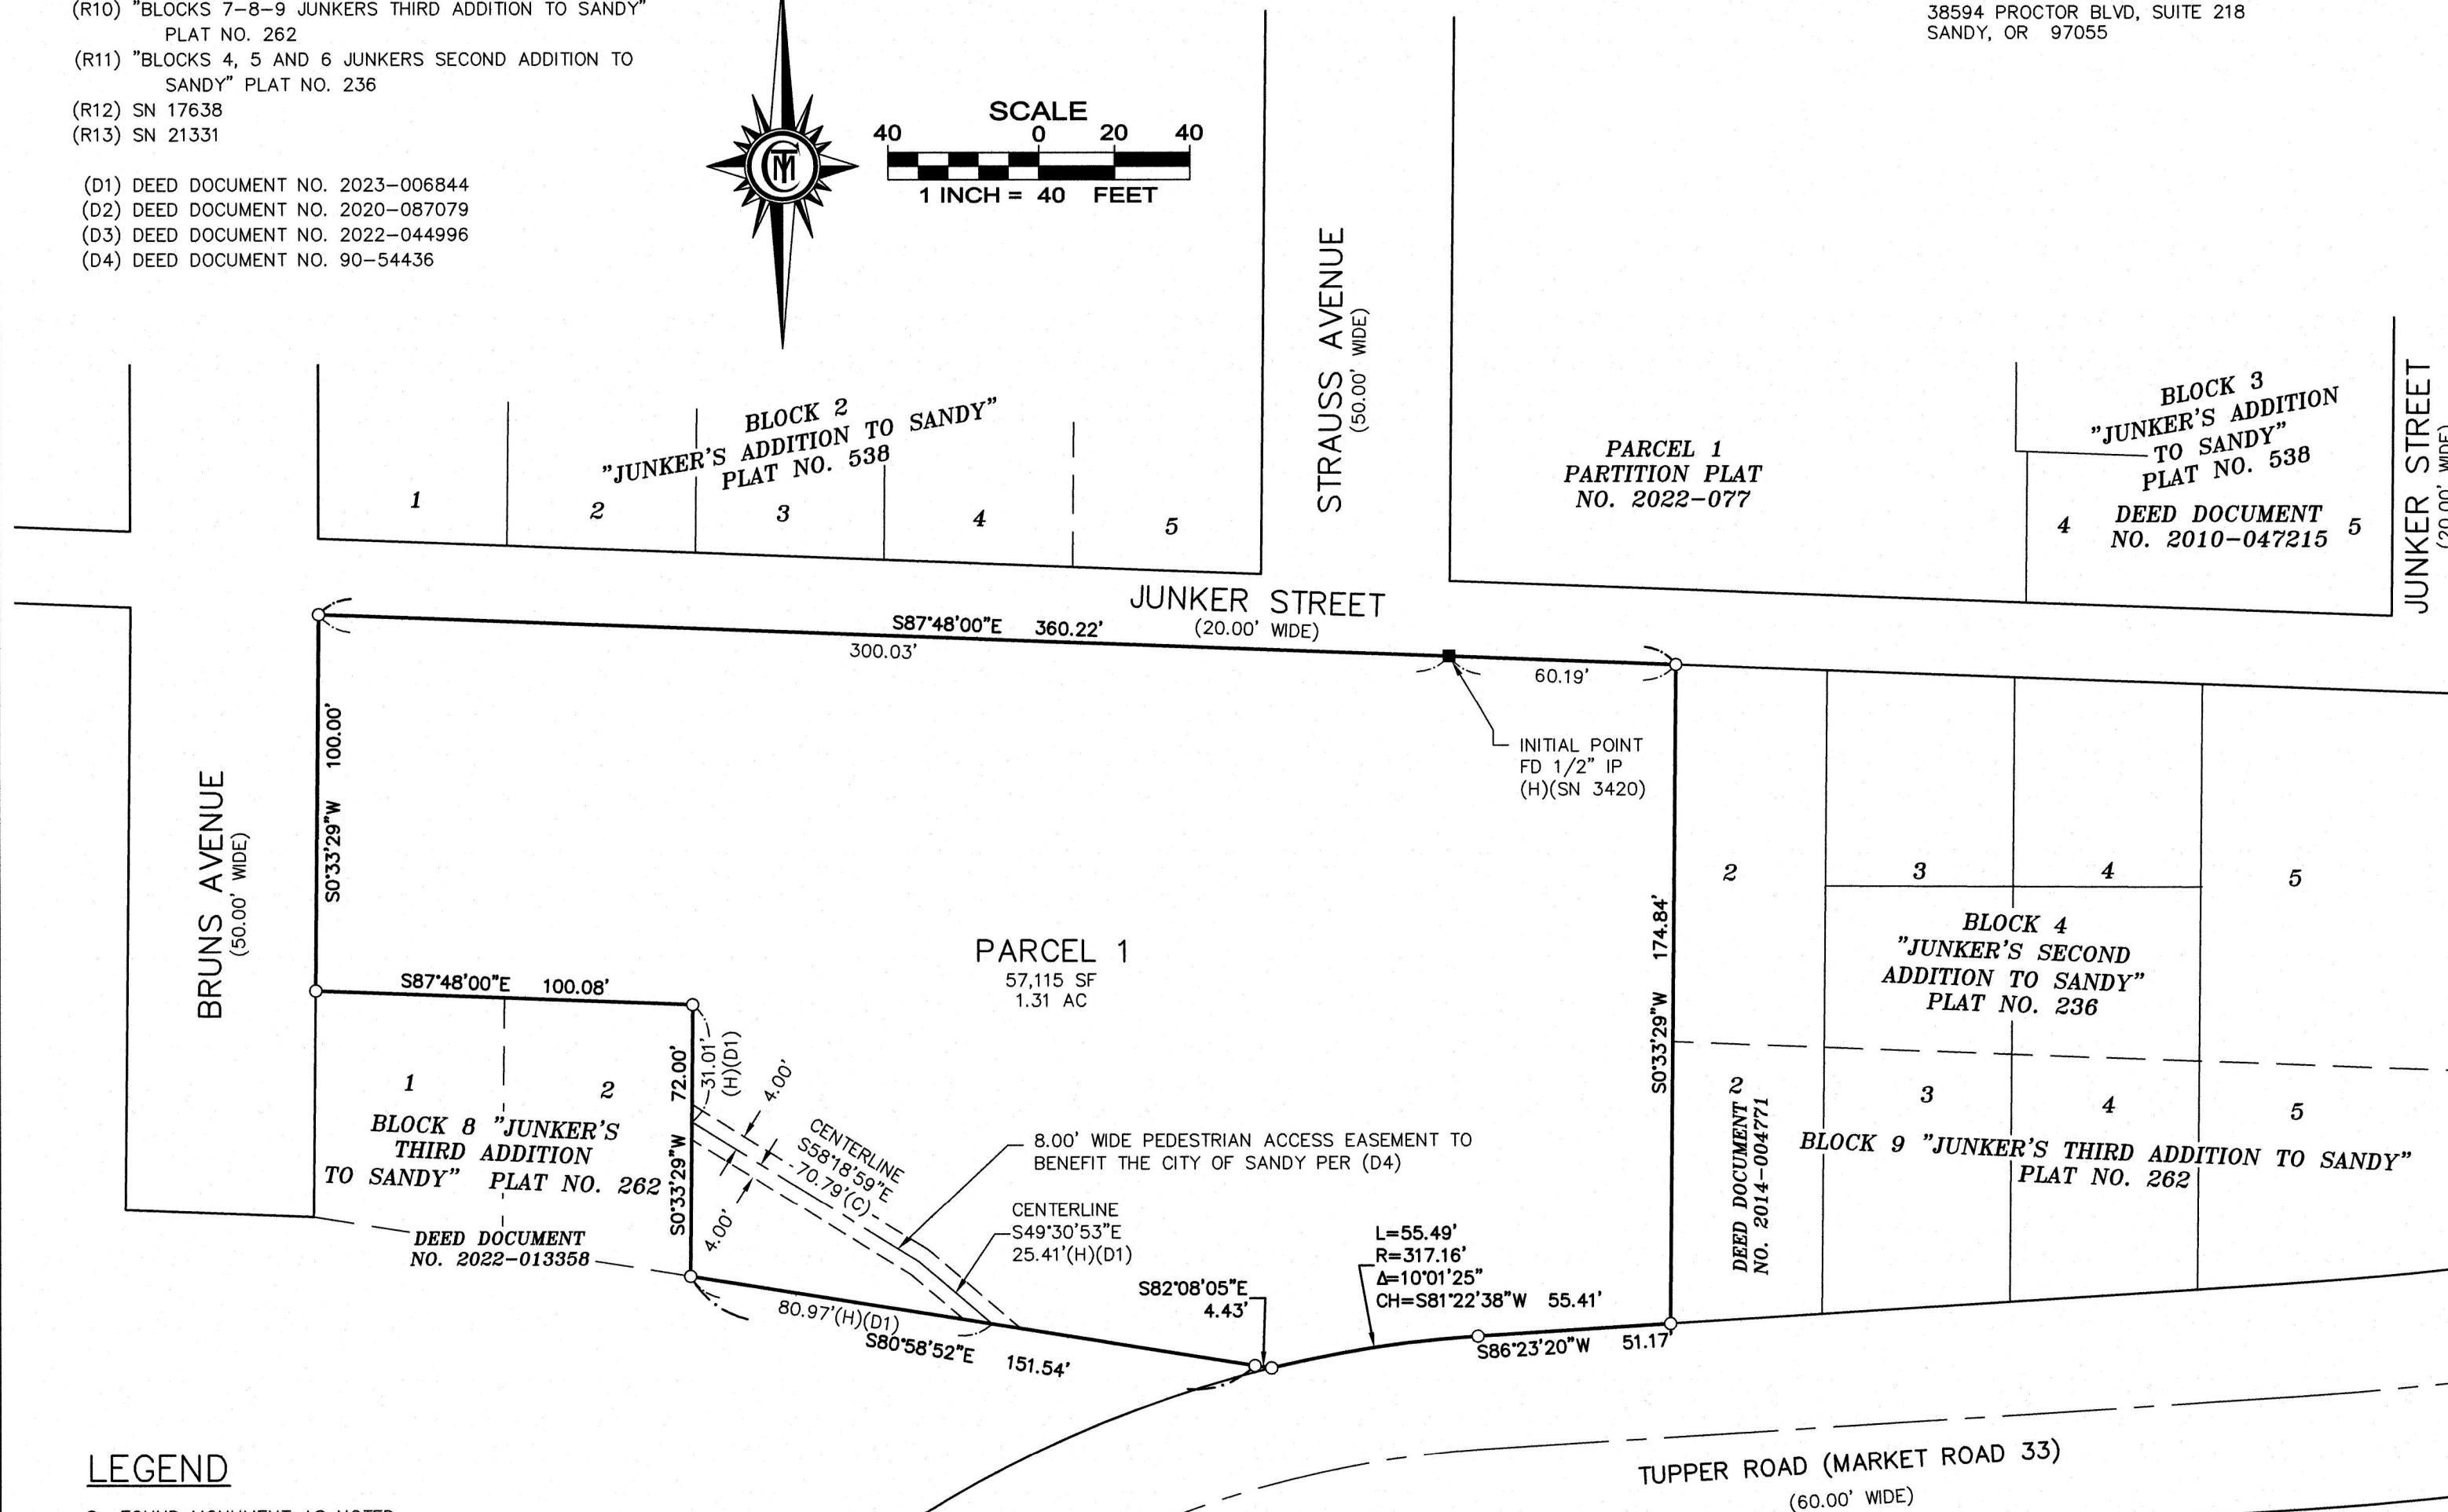 (R10) "BLOCKS 7-8-9 JUNKERS THIRD ADDITION TO SANDY"
PLAT NO. 262
(R11) "BLOCKS 4, 5 AND 6 JUNKERS SECOND ADDITION TO
SANDY" PLAT NO. 236
(R12) SN 17638
(R13) SN 21331
(D1) DEED DOCUMENT NO. 2023-006844
(D2) DEED DOCUMENT NO. 2020-087079
(D3) DEED DOCUMENT NO. 2022-044996
(D4) DEED DOCUMENT NO. 90-54436
SCALE
40 0 20 40
1 INCH = 40 FEET
38594 PROCTOR BLVD, SUITE 218
SANDY, OR 97055
STRAUSS AVENUE
(50.00' WIDE)
BLOCK 2
"JUNKER'S ADDITION TO SANDY"
PLAT NO. 538
1
2
3
4
5
PARCEL 1
PARTITION PLAT
NO. 2022-077
BLOCK 3
"JUNKER'S ADDITION
TO SANDY"
PLAT NO. 538
4
DEED DOCUMENT
NO. 2010-047215
5
JUNKER STREET
(20.00' WIDE)
JUNKER STREET
(20.00' WIDE)
S87°48'00"E 360.22'
300.03'
60.19'
INITIAL POINT
FD 1/2" IP
(H)(SN 3420)
BRUNS AVENUE
(50.00' WIDE)
S0°33'29"W 100.00'
S87°48'00"E 100.08'
PARCEL 1
57,115 SF
1.31 AC
S0°33'29"W 174.84'
2
3
4
5
BLOCK 4
"JUNKER'S SECOND
ADDITION TO SANDY"
PLAT NO. 236
1
2
BLOCK 8 "JUNKER'S
THIRD ADDITION
TO SANDY" PLAT NO. 262
DEED DOCUMENT
NO. 2022-013358
S0°33'29"W 72.00'
31.01'
(H)(D1)
4.00'
4.00'
CENTERLINE
S58°18'59"E
70.79'(C)
8.00' WIDE PEDESTRIAN ACCESS EASEMENT TO
BENEFIT THE CITY OF SANDY PER (D4)
CENTERLINE
S49°30'53"E
25.41'(H)(D1)
80.97'(H)(D1)
S80°58'52"E 151.54'
S82°08'05"E
4.43'
L=55.49'
R=317.16'
Δ=10°01'25"
CH=S81°22'38"W 55.41'
S86°23'20"W 51.17'
2
DEED DOCUMENT
NO. 2014-004771
3
4
5
BLOCK 9 "JUNKER'S THIRD ADDITION TO SANDY"
PLAT NO. 262
TUPPER ROAD (MARKET ROAD 33)
(60.00' WIDE)
LEGEND